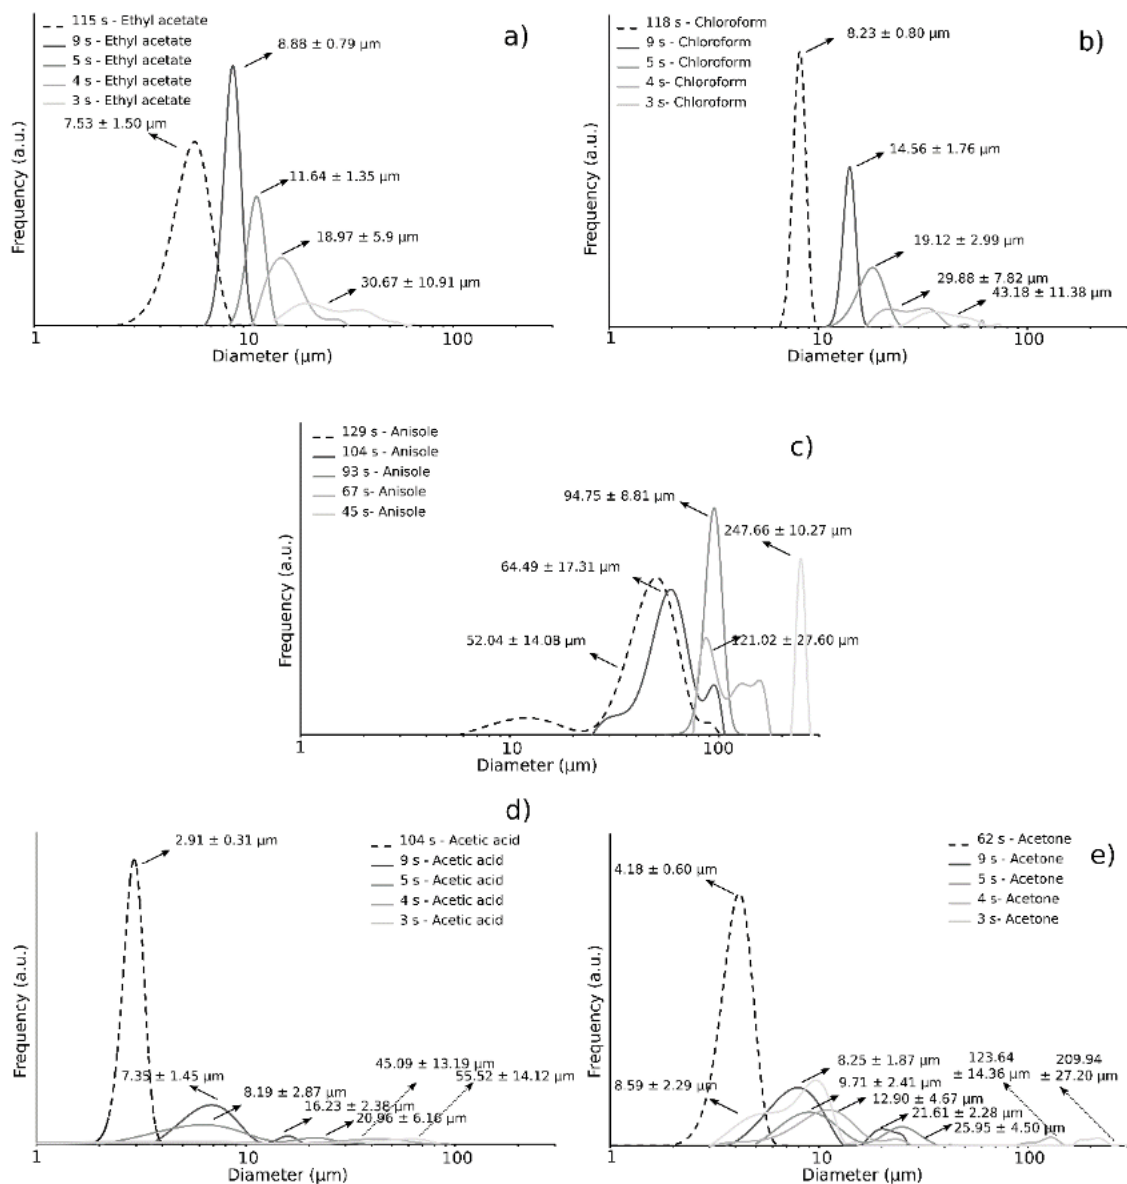 115 s - Ethyl acetate
9 s - Ethyl acetate
5 s - Ethyl acetate
4 s - Ethyl acetate
3 s - Ethyl acetate
a)
8.88 ± 0.79 µm
7.53 ± 1.50 µm
11.64 ± 1.35 µm
18.97 ± 5.9 µm
30.67 ± 10.91 µm
Frequency (a.u.)
1 10 100
Diameter (µm)
118 s - Chloroform
9 s - Chloroform
5 s - Chloroform
4 s- Chloroform
3 s- Chloroform
b)
8.23 ± 0.80 µm
14.56 ± 1.76 µm
19.12 ± 2.99 µm
29.88 ± 7.82 µm
43.18 ± 11.38 µm
Frequency (a.u.)
1 10 100
Diameter (µm)
129 s - Anisole
104 s - Anisole
93 s - Anisole
67 s- Anisole
45 s- Anisole
c)
94.75 ± 8.81 µm
247.66 ± 10.27 µm
64.49 ± 17.31 µm
52.04 ± 14.08 µm
121.02 ± 27.60 µm
Frequency (a.u.)
1 10 100
Diameter (µm)
d)
104 s - Acetic acid
9 s - Acetic acid
5 s - Acetic acid
4 s - Acetic acid
3 s - Acetic acid
2.91 ± 0.31 µm
7.35 ± 1.45 µm
8.19 ± 2.87 µm
16.23 ± 2.38 µm
20.96 ± 6.16 µm
45.09 ± 13.19 µm
55.52 ± 14.12 µm
Frequency (a.u.)
1 10 100
Diameter (µm)
62 s - Acetone
9 s - Acetone
5 s - Acetone
4 s- Acetone
3 s- Acetone
e)
4.18 ± 0.60 µm
8.59 ± 2.29 µm
8.25 ± 1.87 µm
9.71 ± 2.41 µm
12.90 ± 4.67 µm
21.61 ± 2.28 µm
25.95 ± 4.50 µm
123.64
± 14.36 µm
209.94
± 27.20 µm
Frequency (a.u.)
1 10 100
Diameter (µm)